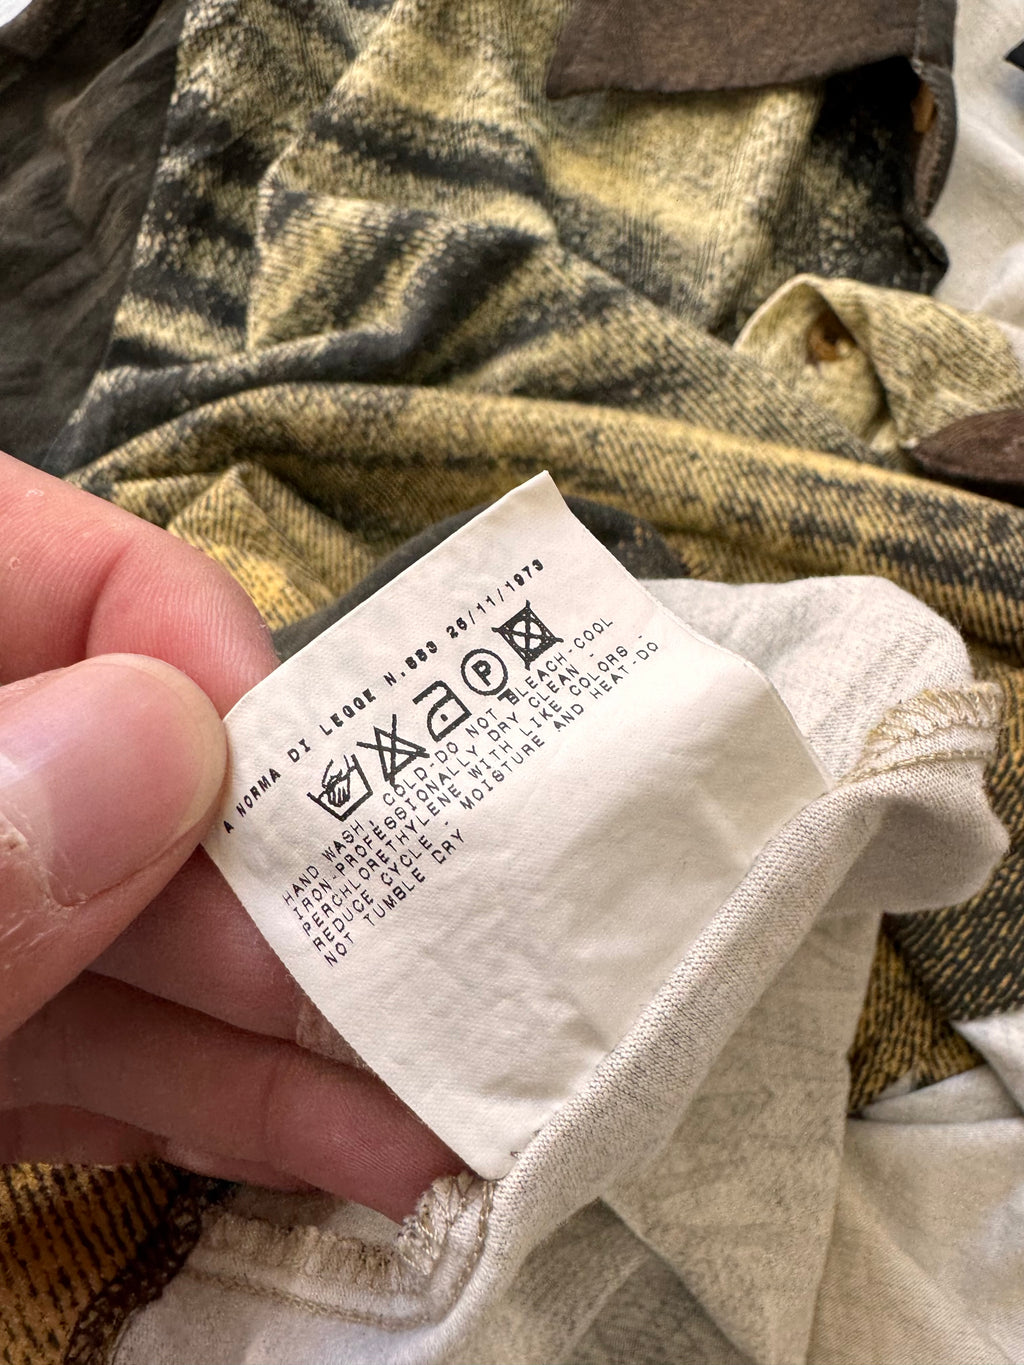 A NORMA DI LEGGE N.883 26/11/1973
P
HAND WASH, COLD-DO NOT BLEACH-COOL
IRON-PROFESSIONALLY DRY CLEAN -
PERCHLORETHYLENE WITH LIKE COLORS -
REDUCE CYCLE - MOISTURE AND HEAT-DO
NOT TUMBLE DRY